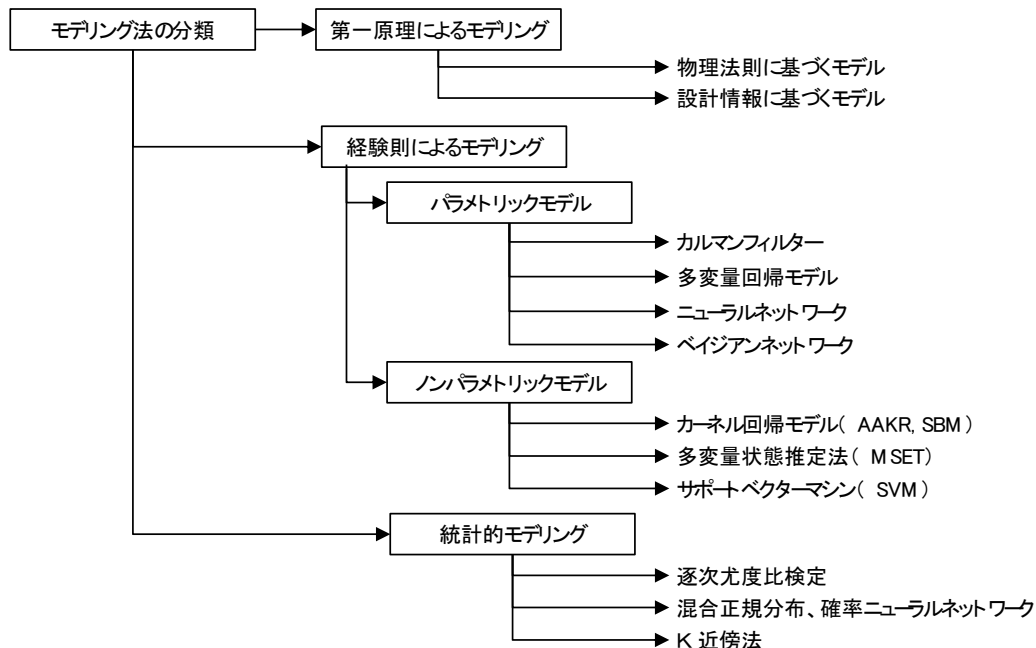 モデリング法の分類
第一原理によるモデリング
物理法則に基づくモデル
設計情報に基づくモデル
経験則によるモデリング
パラメトリックモデル
カルマンフィルター
多変量回帰モデル
ニューラルネットワーク
ベイジアンネットワーク
ノンパラメトリックモデル
カーネル回帰モデル( AAKR, SBM)
多変量状態推定法( MSET)
サポートベクターマシン( SVM)
統計的モデリング
逐次尤度比検定
混合正規分布、確率ニューラルネットワーク
K 近傍法